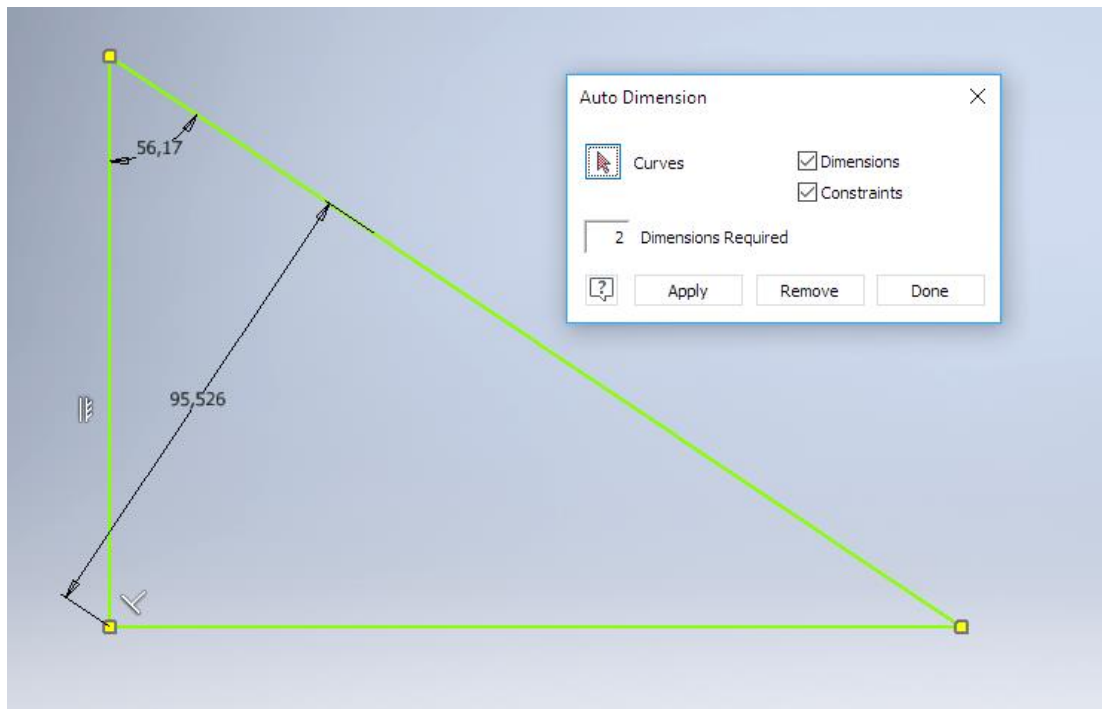 Auto Dimension
56,17
Curves
Dimensions
Constraints
2 Dimensions Required
? Apply Remove Done
95,526